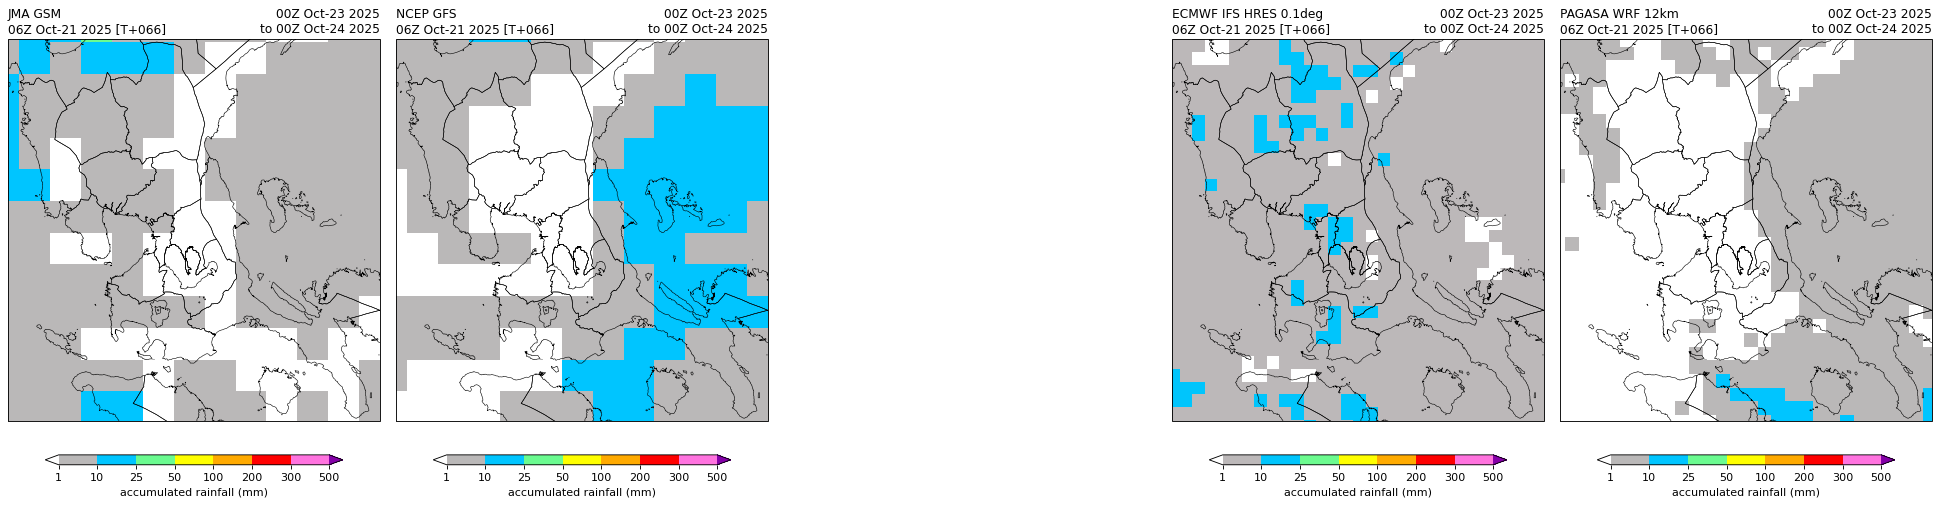 JMA GSM 00Z Oct-23 2025
06Z Oct-21 2025 [T+066] to 00Z Oct-24 2025
1 10 25 50 100 200 300 500
accumulated rainfall (mm)
NCEP GFS 00Z Oct-23 2025
06Z Oct-21 2025 [T+066] to 00Z Oct-24 2025
1 10 25 50 100 200 300 500
accumulated rainfall (mm)
ECMWF IFS HRES 0.1deg 00Z Oct-23 2025
06Z Oct-21 2025 [T+066] to 00Z Oct-24 2025
1 10 25 50 100 200 300 500
accumulated rainfall (mm)
PAGASA WRF 12km 00Z Oct-23 2025
06Z Oct-21 2025 [T+066] to 00Z Oct-24 2025
1 10 25 50 100 200 300 500
accumulated rainfall (mm)